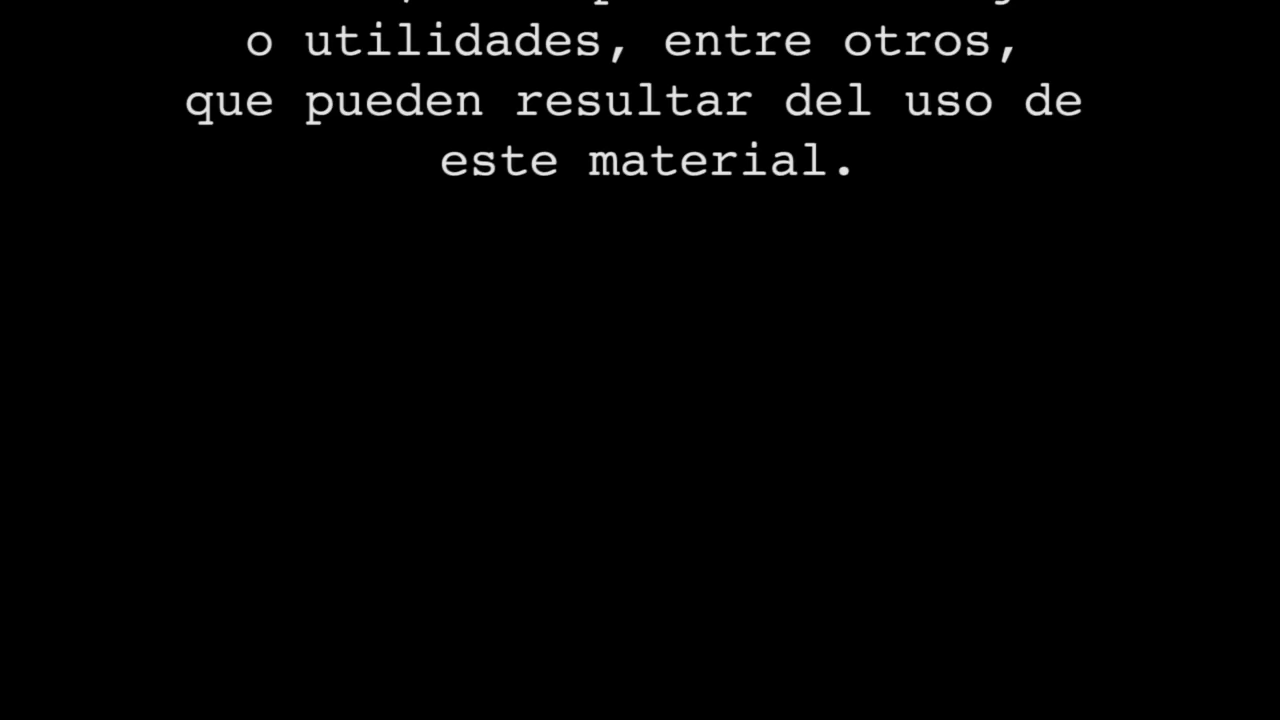 o utilidades, entre otros,
que pueden resultar del uso de
este material.